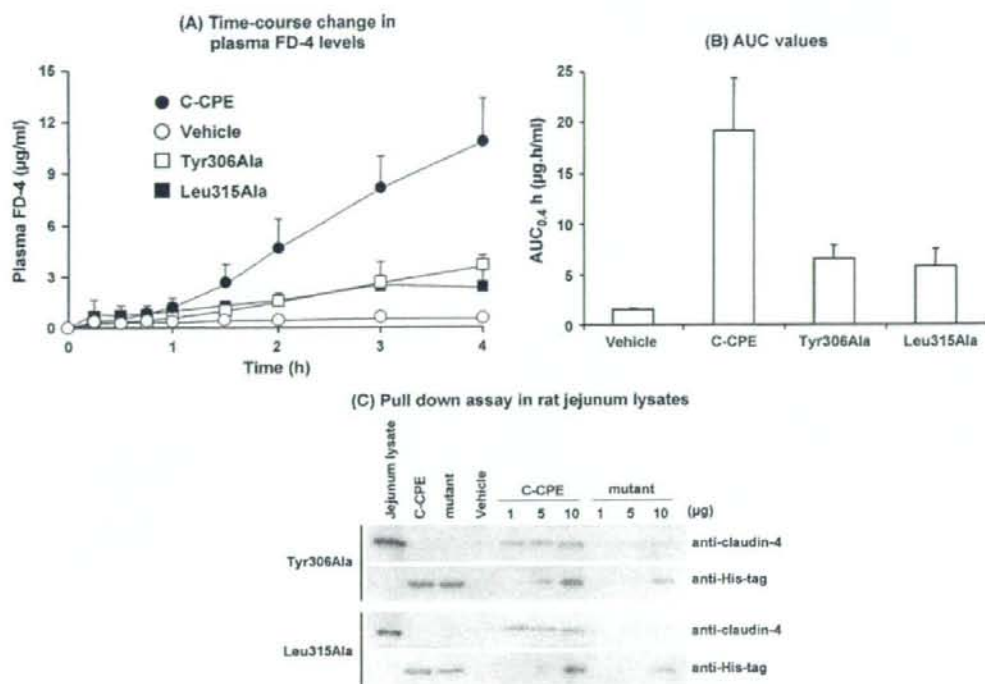 (A) Time-course change in
plasma FD-4 levels
15
12
9
6
3
0
Plasma FD-4 (µg/ml)
C-CPE
Vehicle
Tyr306Ala
Leu315Ala
0 1 2 3 4
Time (h)
(B) AUC values
25
20
15
10
5
0
AUC0.4 h (µg.h/ml)
Vehicle C-CPE Tyr306Ala Leu315Ala
(C) Pull down assay in rat jejunum lysates
Jejunum lysate
C-CPE
mutant
Vehicle
C-CPE mutant
1 5 10 1 5 10 (µg)
Tyr306Ala
anti-claudin-4
anti-His-tag
Leu315Ala
anti-claudin-4
anti-His-tag